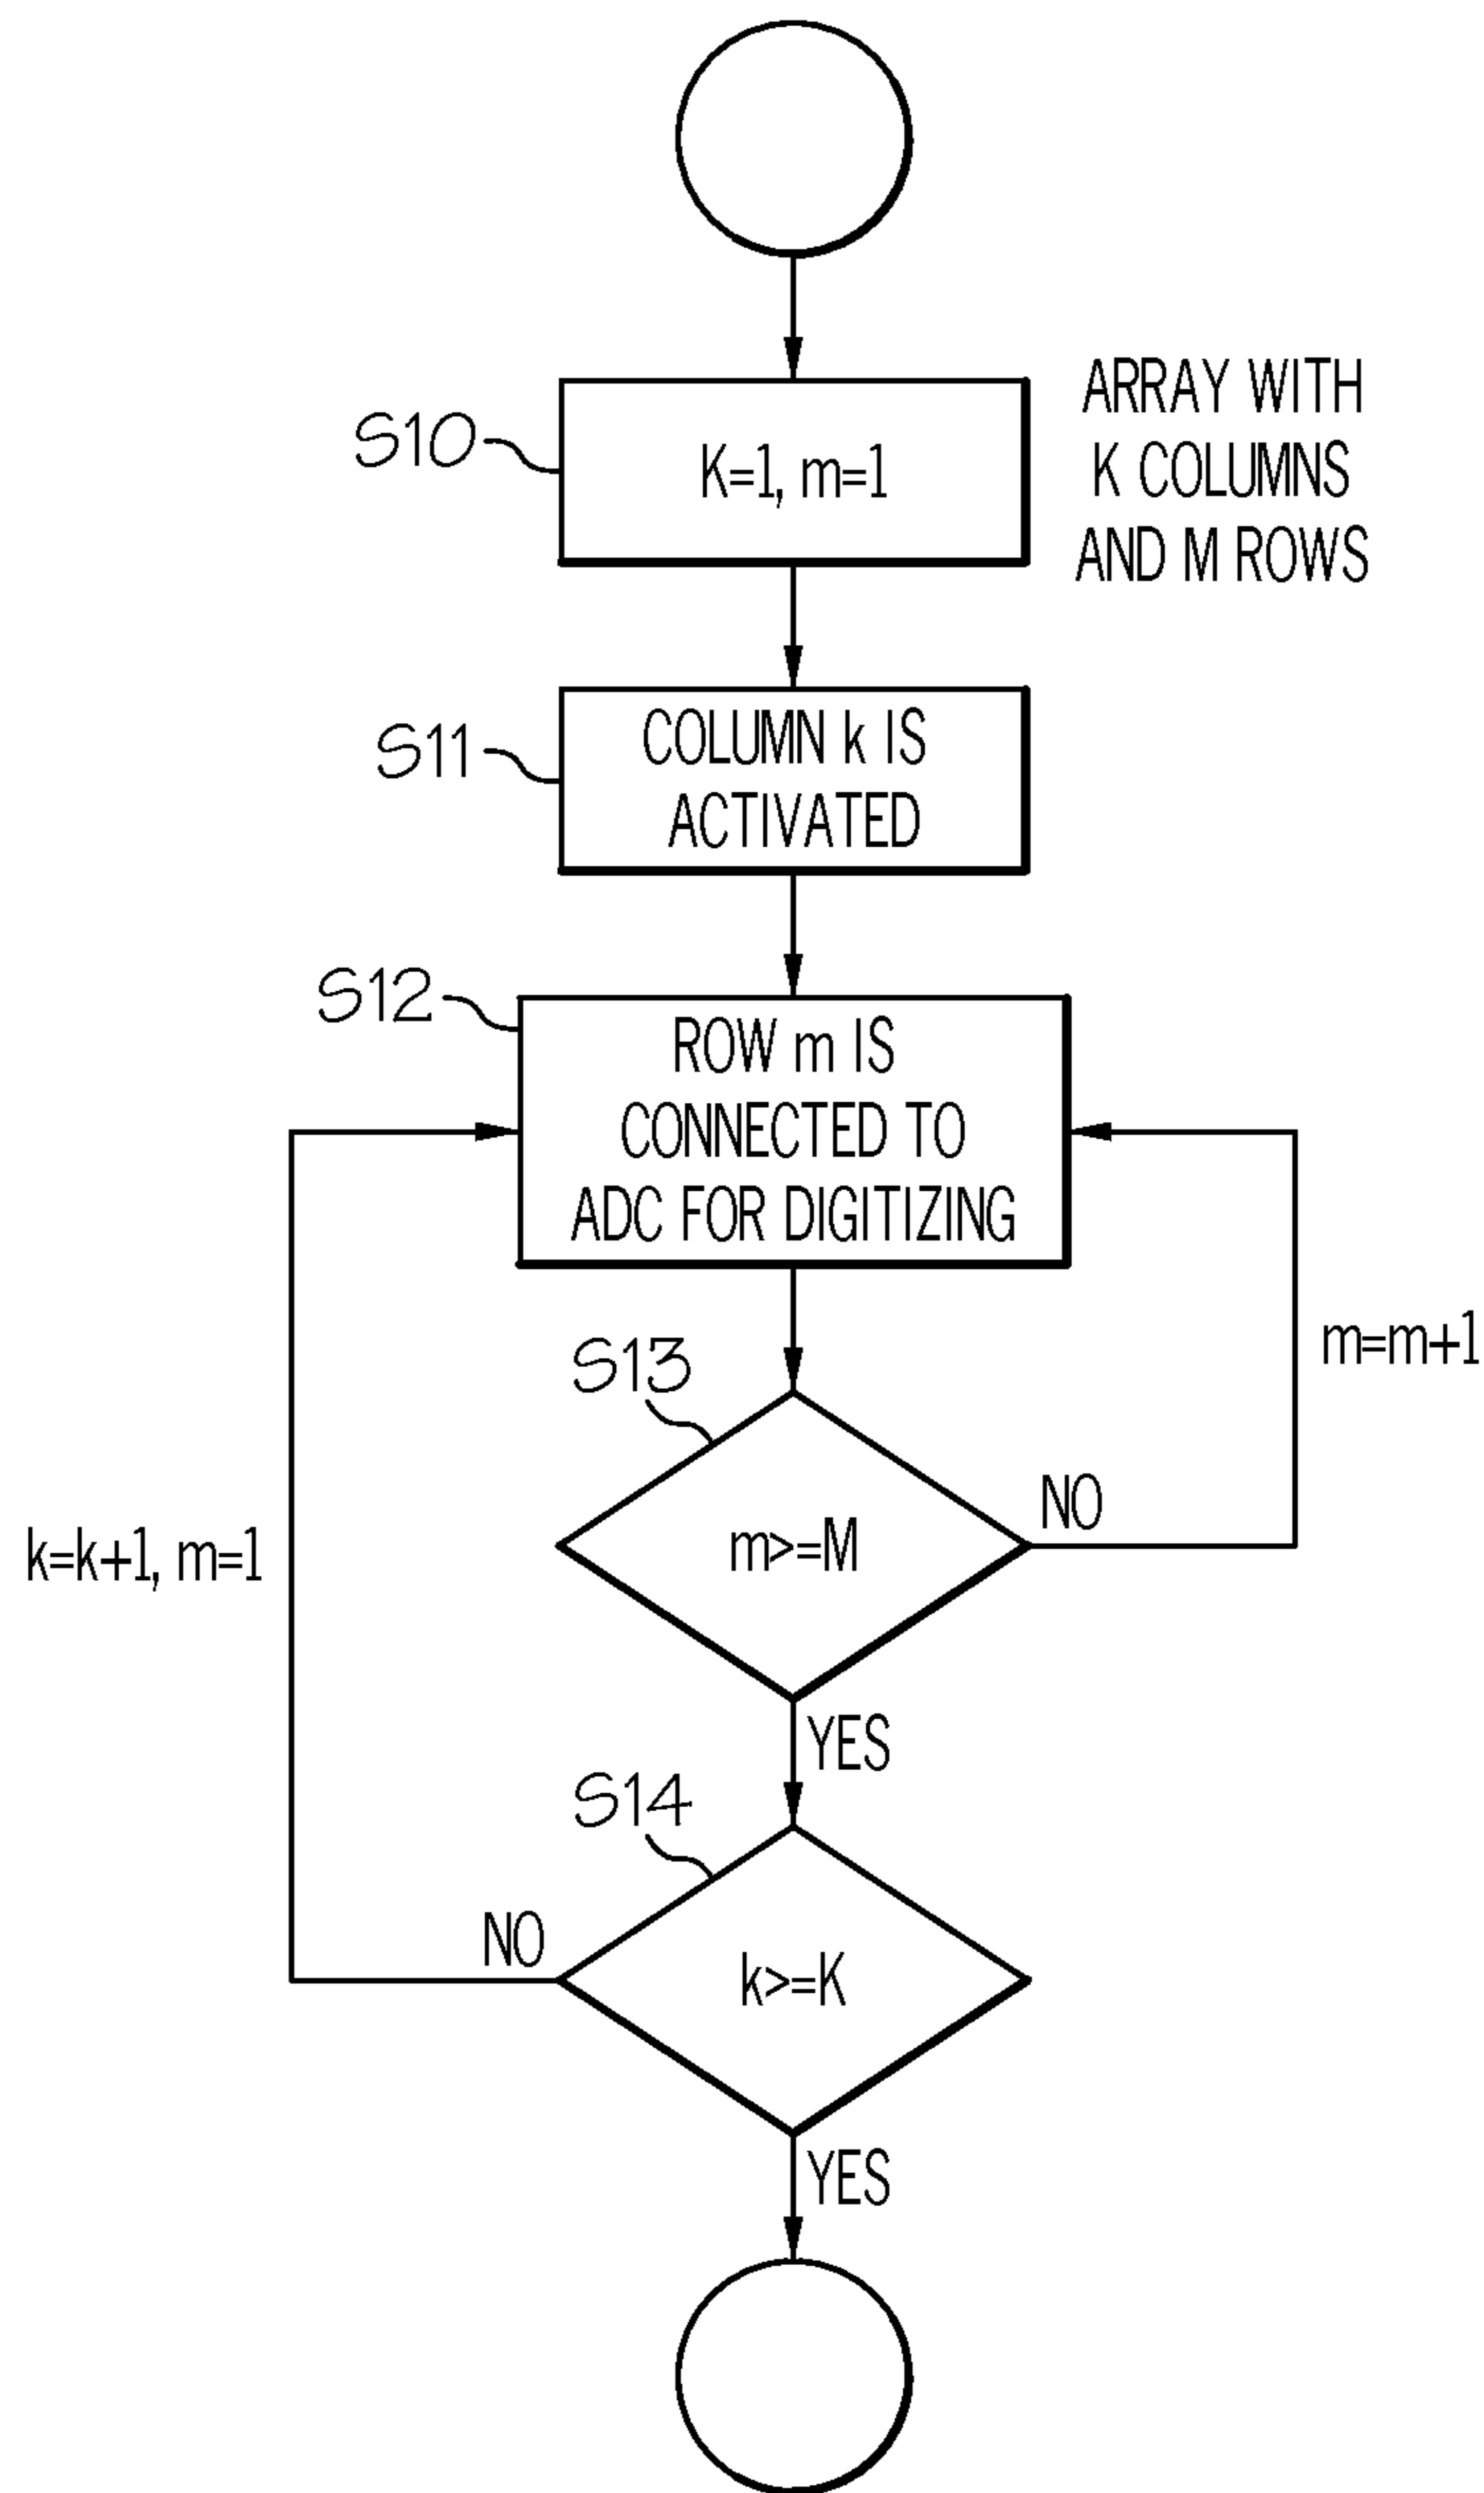 ARRAY WITH
K COLUMNS
AND M ROWS
S10
K=1, m=1
S11
COLUMN k IS
ACTIVATED
S12
ROW m IS
CONNECTED TO
ADC FOR DIGITIZING
m=m+1
S13
NO
m>=M
k=k+1, m=1
YES
S14
NO
k>=K
YES